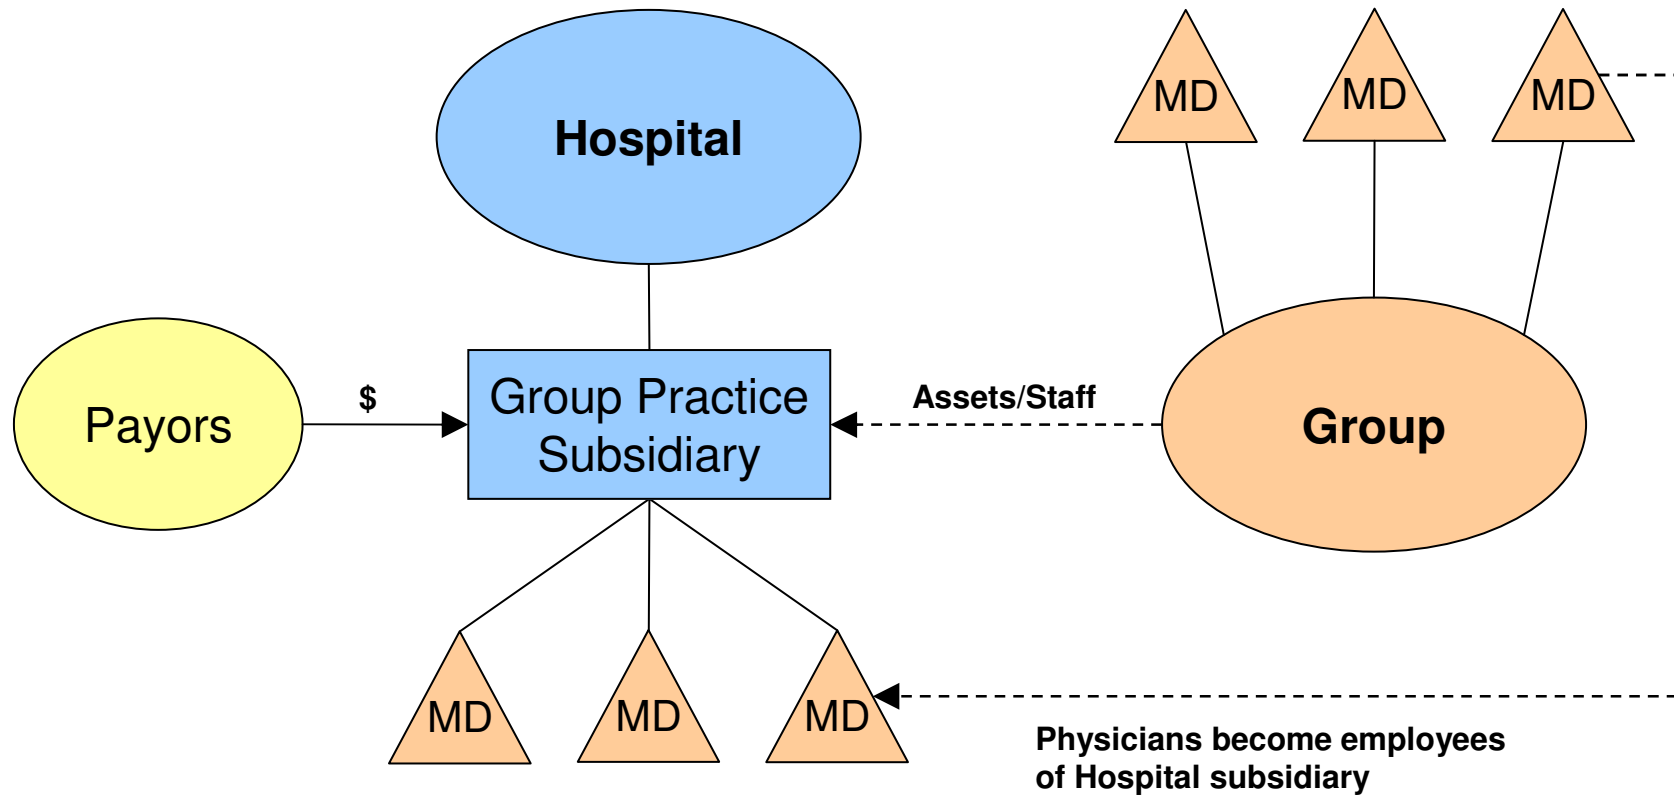 MD
MD
MD
Hospital
Payors
$
Group Practice
Subsidiary
Assets/Staff
Group
MD
MD
MD
Physicians become employees
of Hospital subsidiary